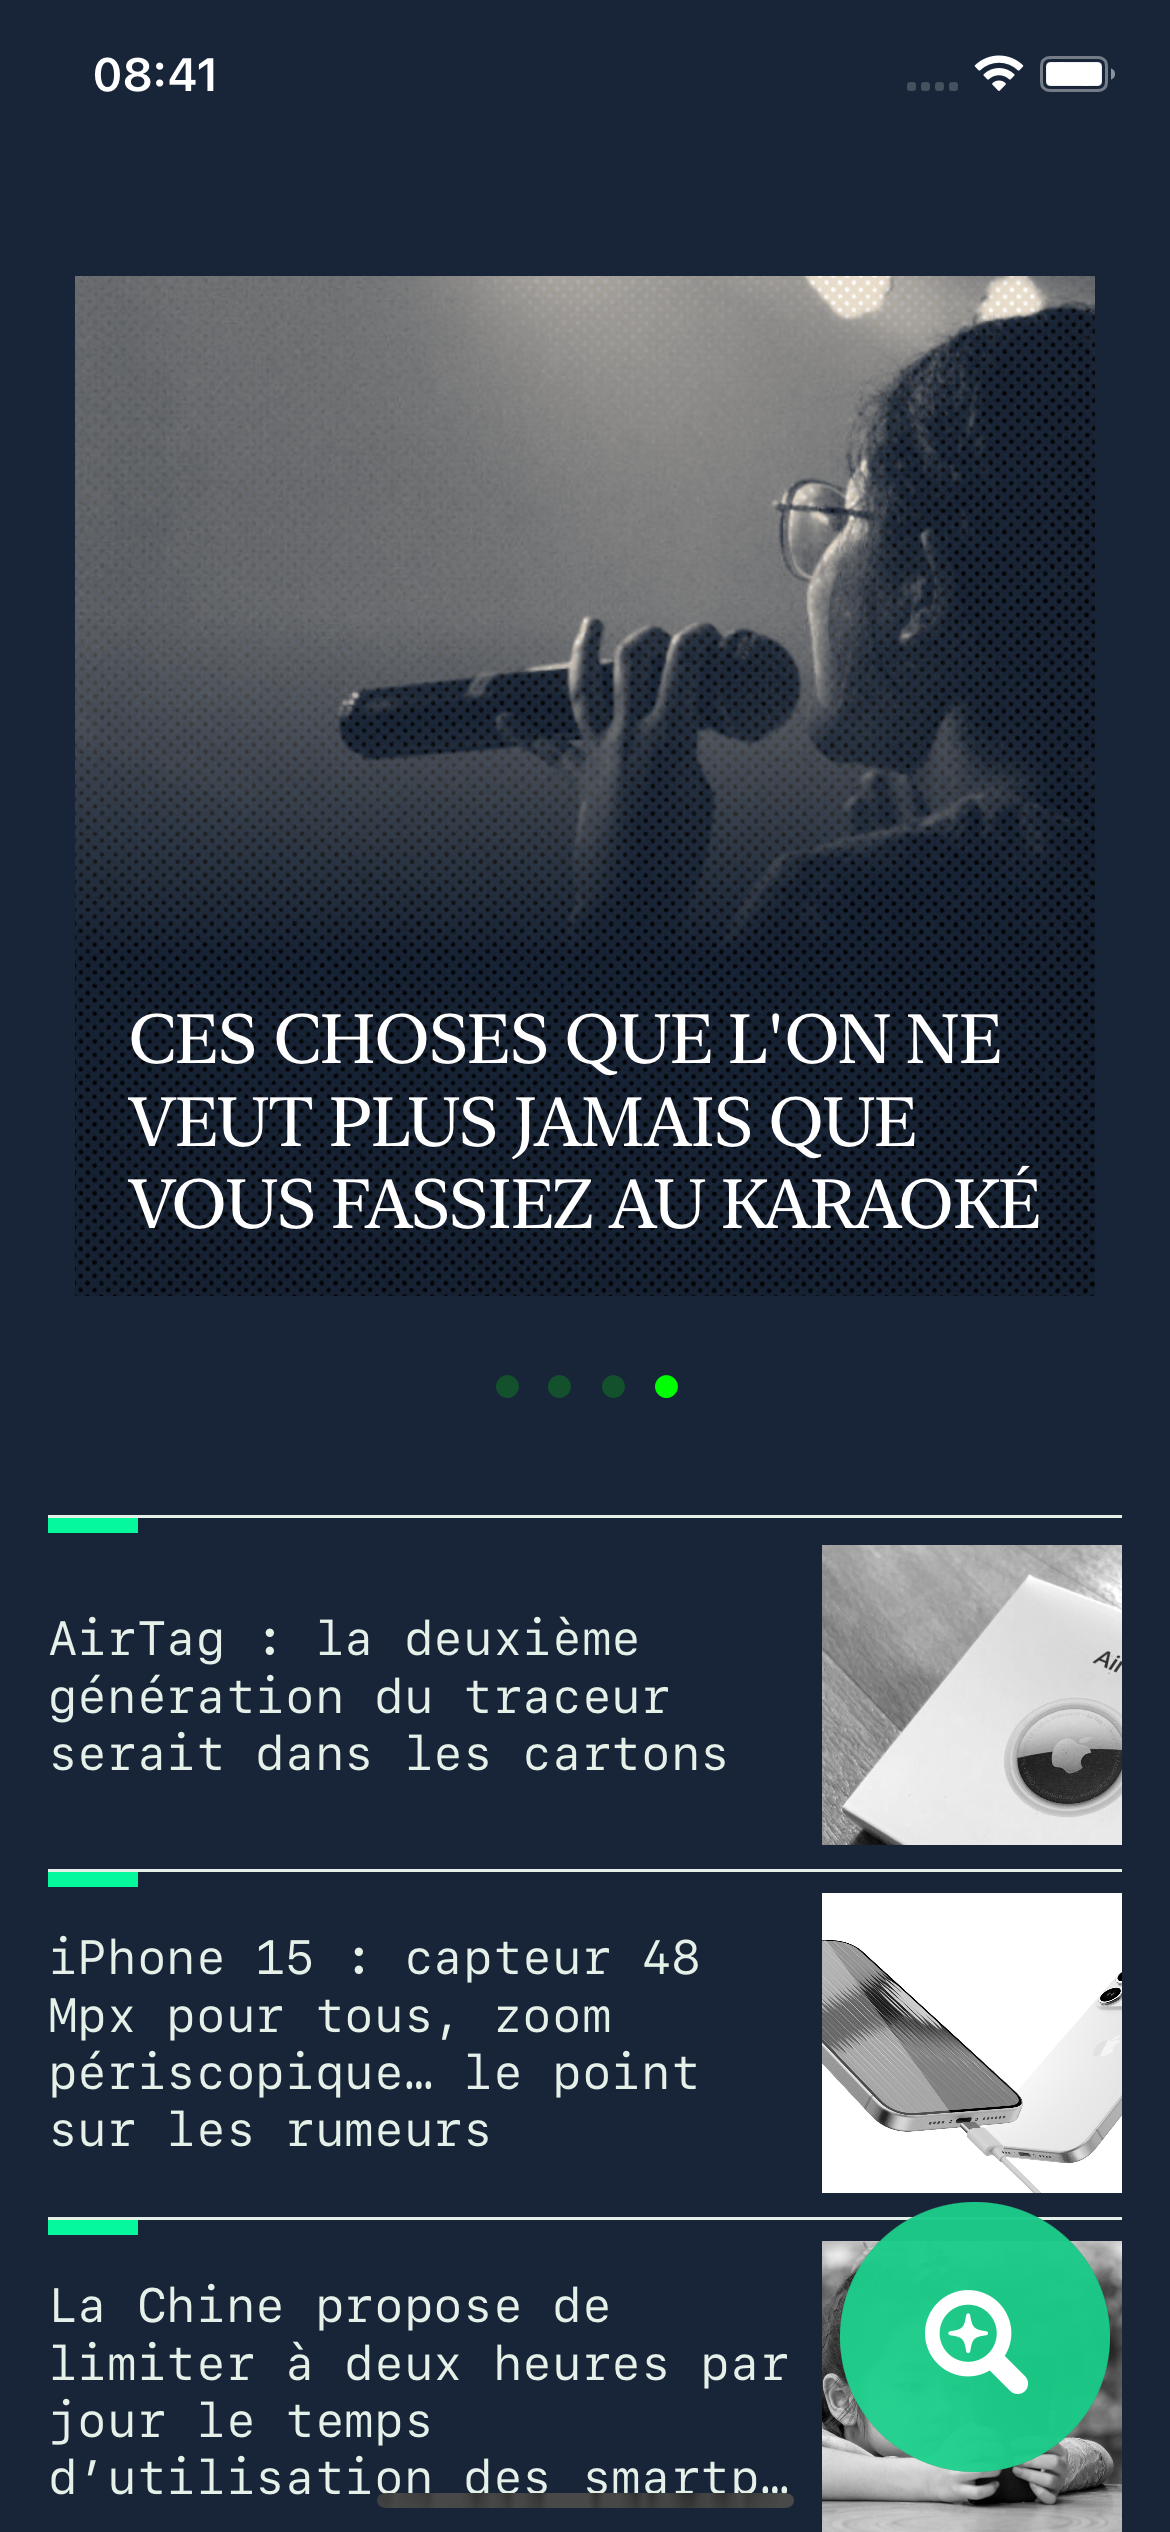 08:41
CES CHOSES QUE L'ON NE
VEUT PLUS JAMAIS QUE
VOUS FASSIEZ AU KARAOKÉ
AirTag : la deuxième
génération du traceur
serait dans les cartons
Air
iPhone 15 : capteur 48
Mpx pour tous, zoom
périscopique… le point
sur les rumeurs
La Chine propose de
limiter à deux heures par
jour le temps
d’utilisation des smartp…